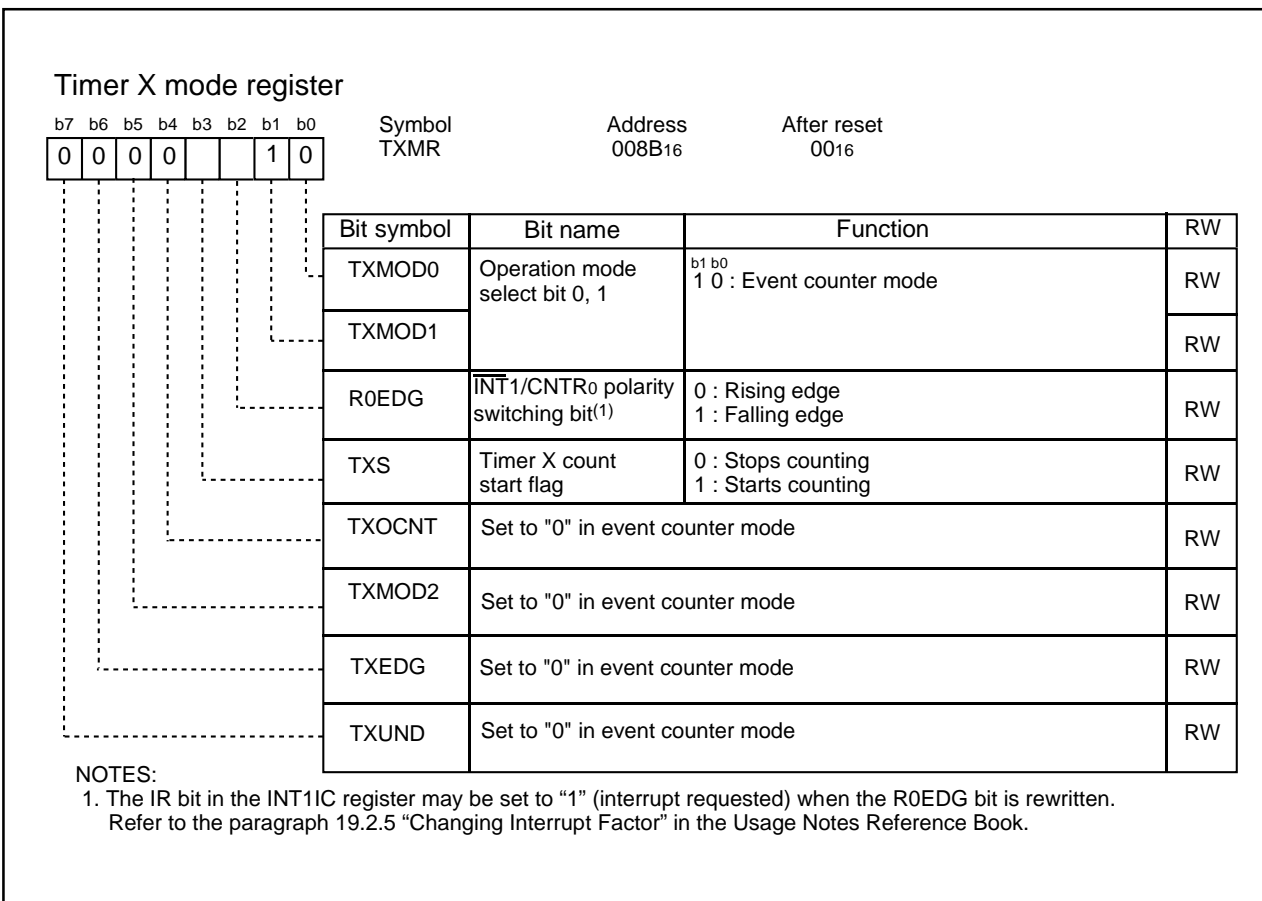 Timer X mode register
b7 b6 b5 b4 b3 b2 b1 b0 Symbol Address After reset
0 0 0 0 1 0 TXMR 008B16 0016
Bit symbol Bit name Function RW
TXMOD0 Operation mode b1 b0
select bit 0, 1 1 0 : Event counter mode RW
TXMOD1 RW
R0EDG INT1/CNTR0 polarity 0 : Rising edge RW
switching bit(1) 1 : Falling edge
TXS Timer X count 0 : Stops counting RW
start flag 1 : Starts counting
TXOCNT Set to "0" in event counter mode RW
TXMOD2 Set to "0" in event counter mode RW
TXEDG Set to "0" in event counter mode RW
TXUND Set to "0" in event counter mode RW
NOTES:
1. The IR bit in the INT1IC register may be set to “1” (interrupt requested) when the R0EDG bit is rewritten.
Refer to the paragraph 19.2.5 “Changing Interrupt Factor” in the Usage Notes Reference Book.